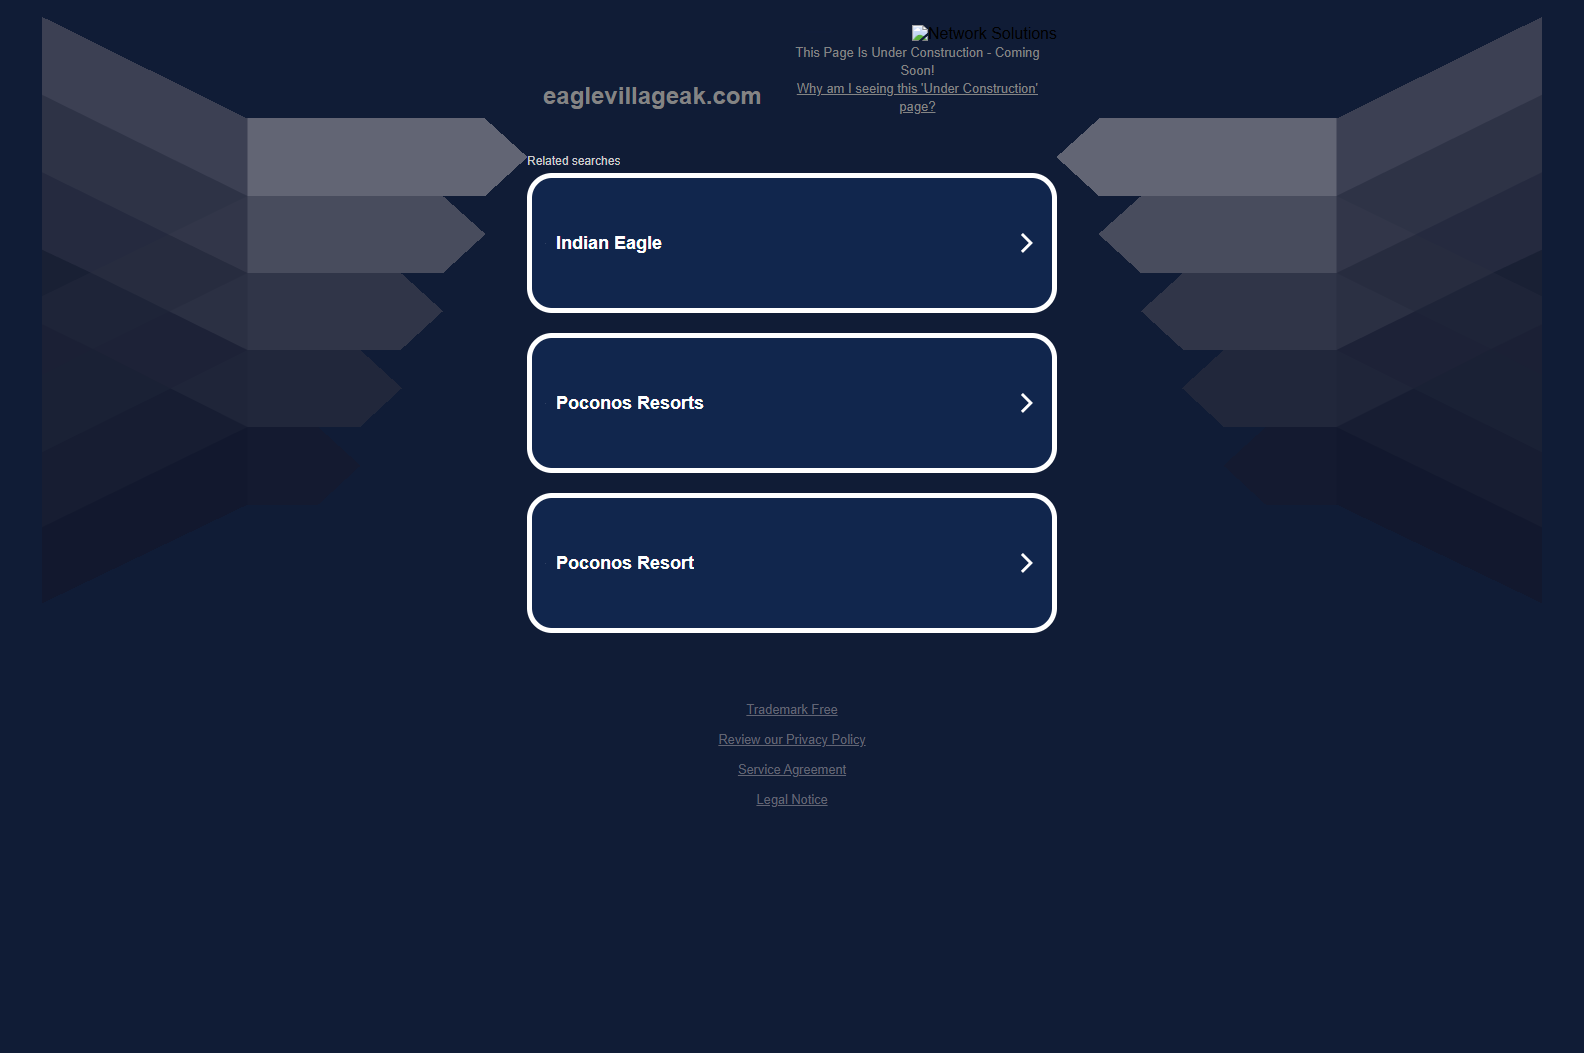 Network Solutions
This Page Is Under Construction - Coming
Soon!
Why am I seeing this 'Under Construction'
page?
eaglevillageak.com
Related searches
Indian Eagle
Poconos Resorts
Poconos Resort
Trademark Free
Review our Privacy Policy
Service Agreement
Legal Notice